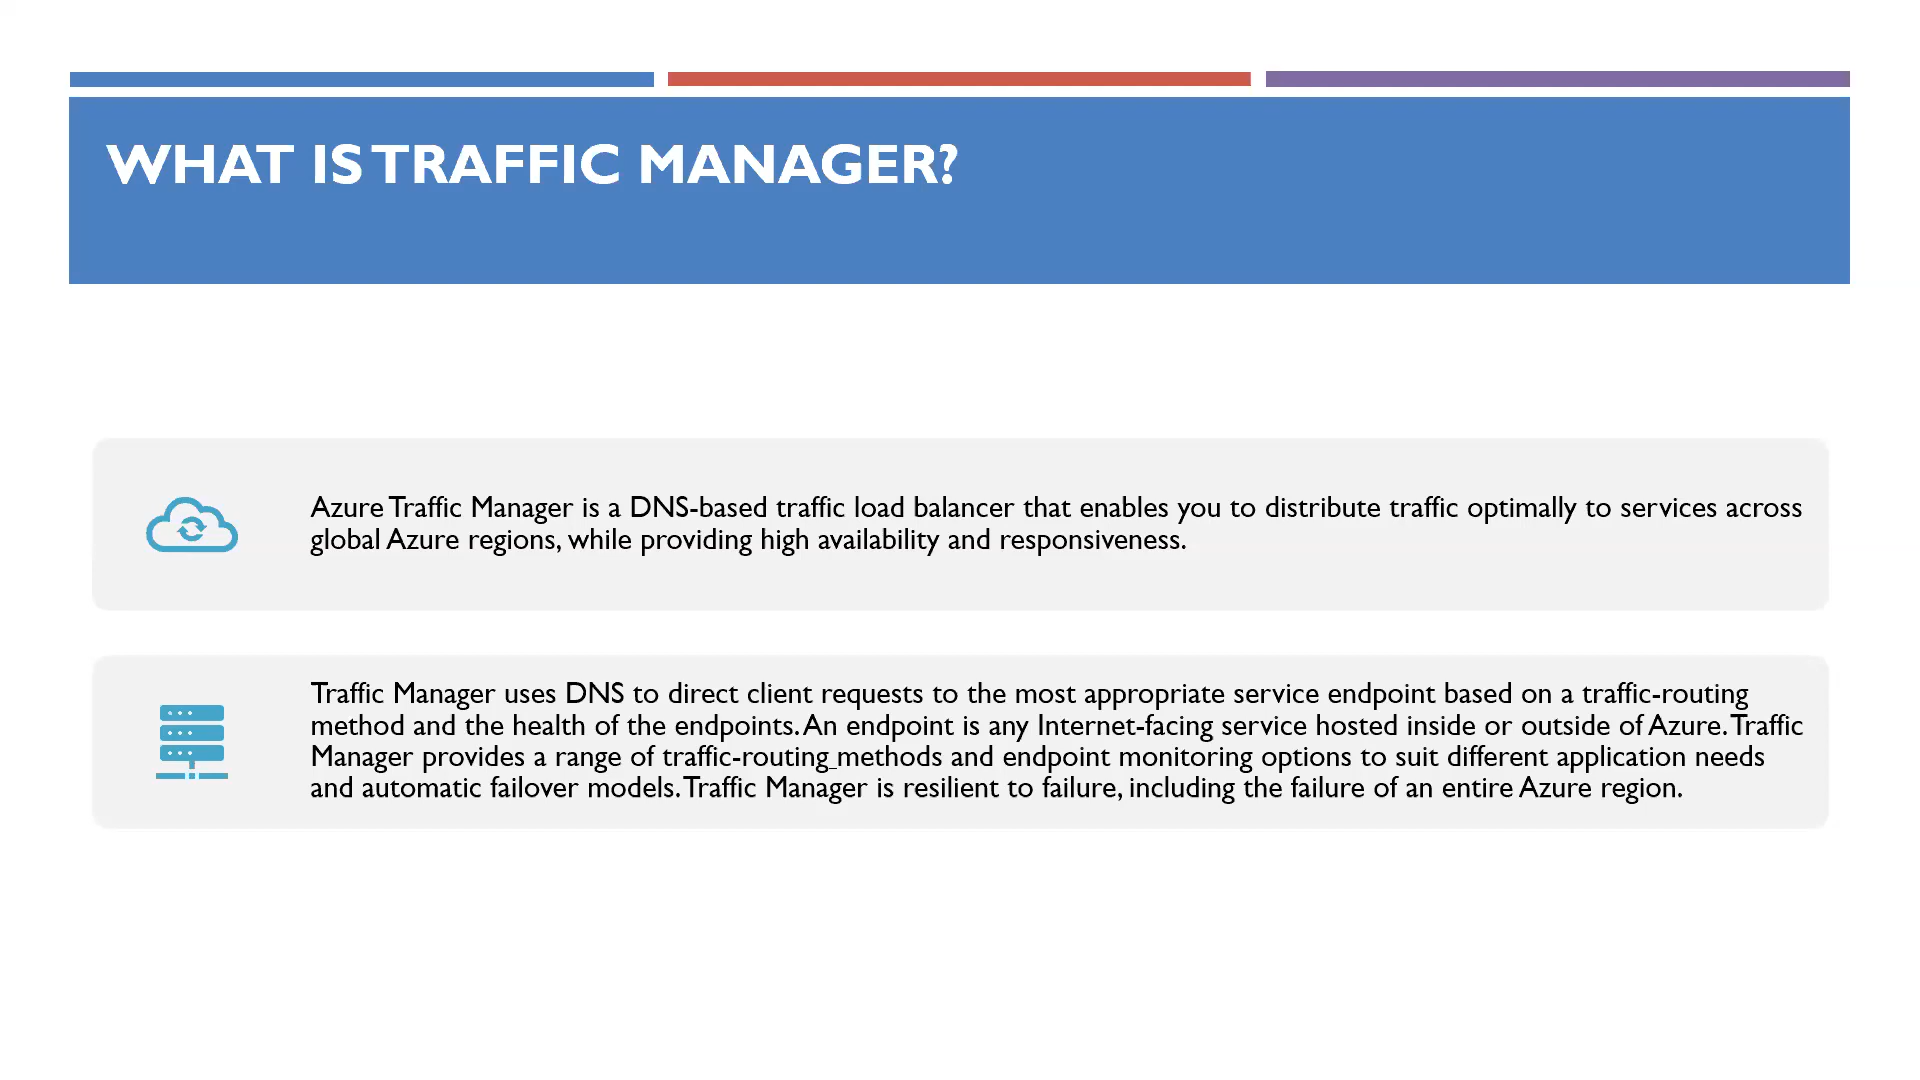 WHAT IS TRAFFIC MANAGER?
Azure Traffic Manager is a DNS-based traffic load balancer that enables you to distribute traffic optimally to services across
global Azure regions, while providing high availability and responsiveness.
Traffic Manager uses DNS to direct client requests to the most appropriate service endpoint based on a traffic-routing
method and the health of the endpoints. An endpoint is any Internet-facing service hosted inside or outside of Azure. Traffic
Manager provides a range of traffic-routing methods and endpoint monitoring options to suit different application needs
and automatic failover models. Traffic Manager is resilient to failure, including the failure of an entire Azure region.